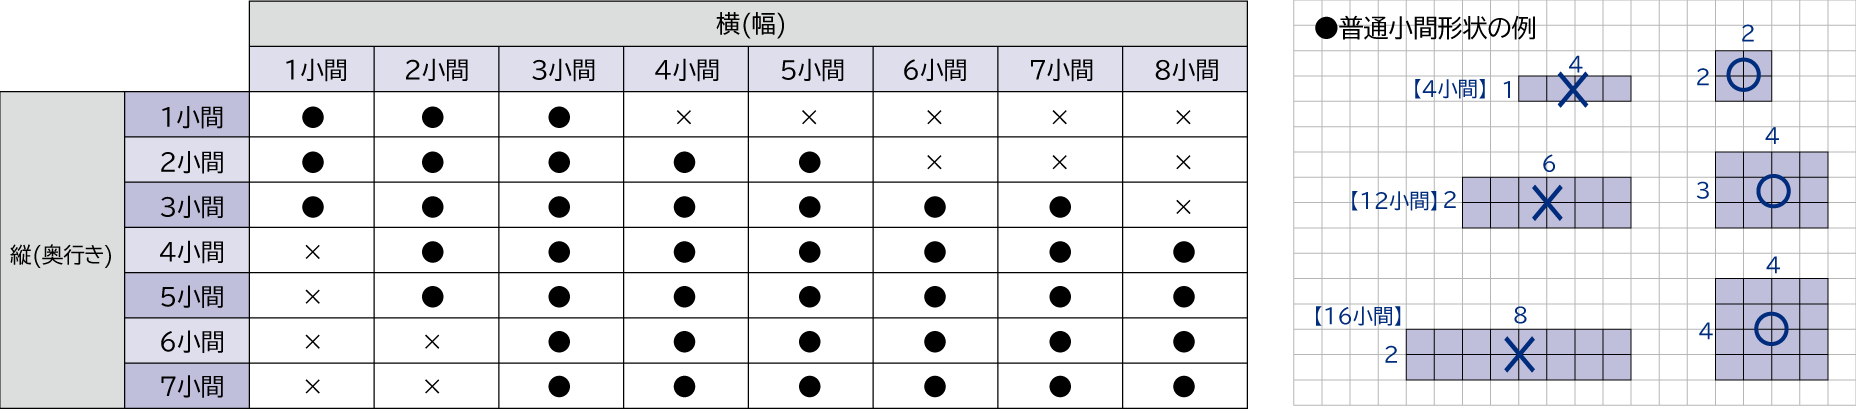 横(幅)
1小間 2小間 3小間 4小間 5小間 6小間 7小間 8小間
縦(奥行き)
1小間 ● ● ● × × × × ×
2小間 ● ● ● ● ● × × ×
3小間 ● ● ● ● ● ● ● ×
4小間 × ● ● ● ● ● ● ●
5小間 × ● ● ● ● ● ● ●
6小間 × × ● ● ● ● ● ●
7小間 × × ● ● ● ● ● ●
●普通小間形状の例
【4小間】 1 4
2 2
【12小間】 2 6
3 4
【16小間】
2 8
4 4